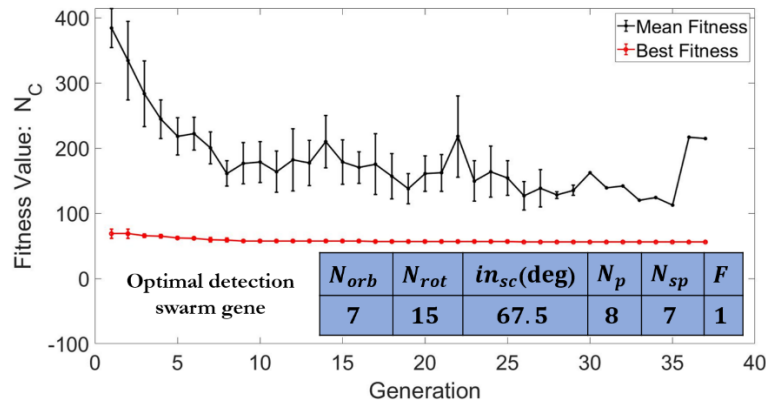 400
300
200
100
0
-100
Fitness Value: N_C
Mean Fitness
Best Fitness
Optimal detection
swarm gene
N_orb N_rot in_sc(deg) N_p N_sp F
7 15 67.5 8 7 1
0 5 10 15 20 25 30 35 40
Generation